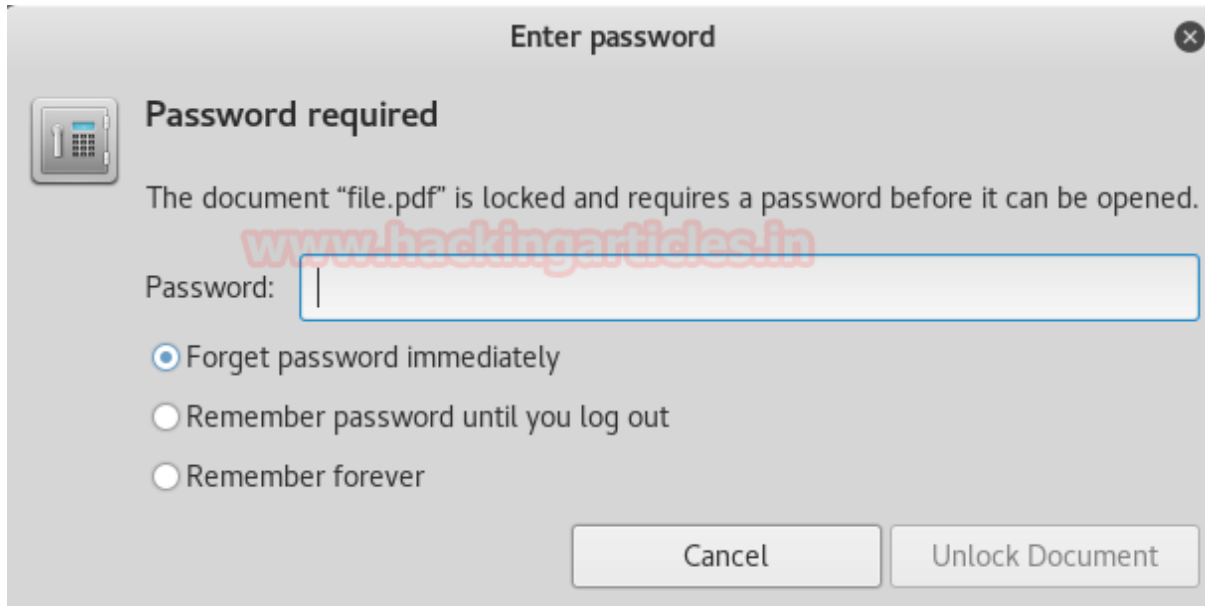 Enter password
Password required
The document “file.pdf” is locked and requires a password before it can be opened.
www.hackingarticles.in
Password:
Forget password immediately
Remember password until you log out
Remember forever
Cancel
Unlock Document